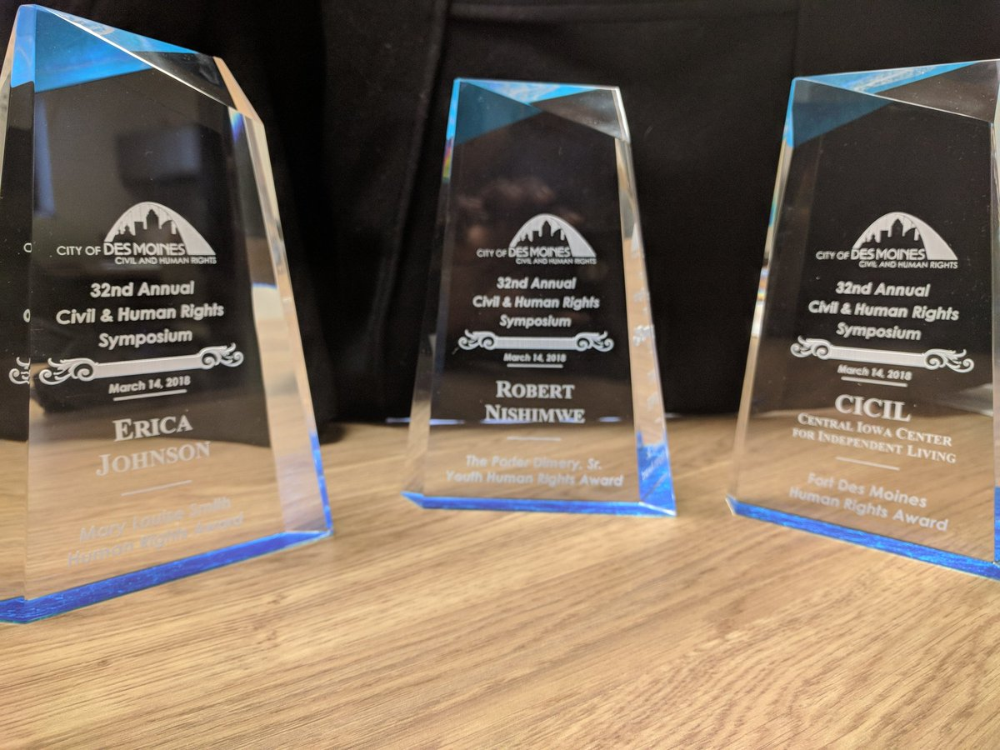 CITY OF DES MOINES
CIVIL AND HUMAN RIGHTS
32nd Annual
Civil & Human Rights
Symposium
March 14, 2018
ERICA
JOHNSON
Mary Louise Smith
Human Rights Award
CITY OF DES MOINES
CIVIL AND HUMAN RIGHTS
32nd Annual
Civil & Human Rights
Symposium
March 14, 2018
ROBERT
NISHIMWE
The Pader Dimery, Sr.
Youth Human Rights Award
CITY OF DES MOINES
CIVIL AND HUMAN RIGHTS
32nd Annual
Civil & Human Rights
Symposium
March 14, 2018
CICIL
CENTRAL IOWA CENTER
FOR INDEPENDENT LIVING
Fort Des Moines
Human Rights Award